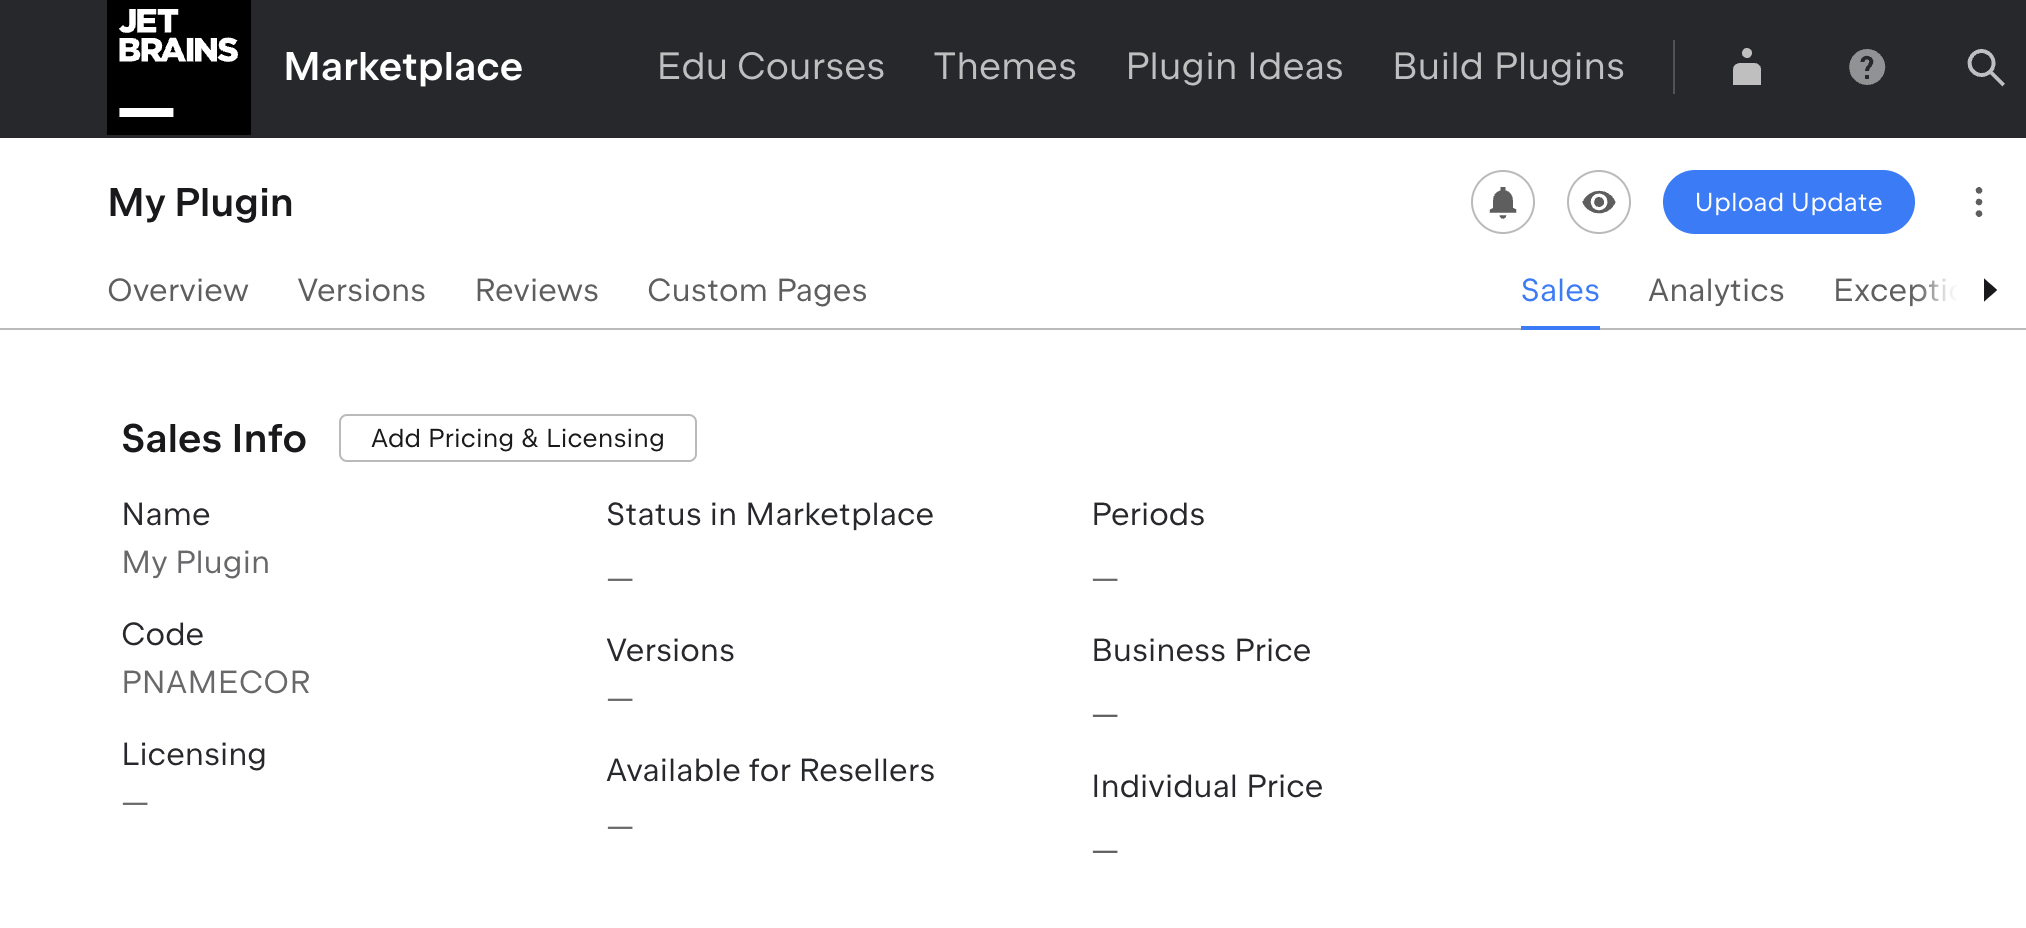 JET
BRAINS
Marketplace Edu Courses Themes Plugin Ideas Build Plugins ?
My Plugin Upload Update
Overview Versions Reviews Custom Pages Sales Analytics Excepti
Sales Info Add Pricing & Licensing
Name
My Plugin
Code
PNAMECOR
Licensing
—
Status in Marketplace
—
Versions
—
Available for Resellers
—
Periods
—
Business Price
—
Individual Price
—